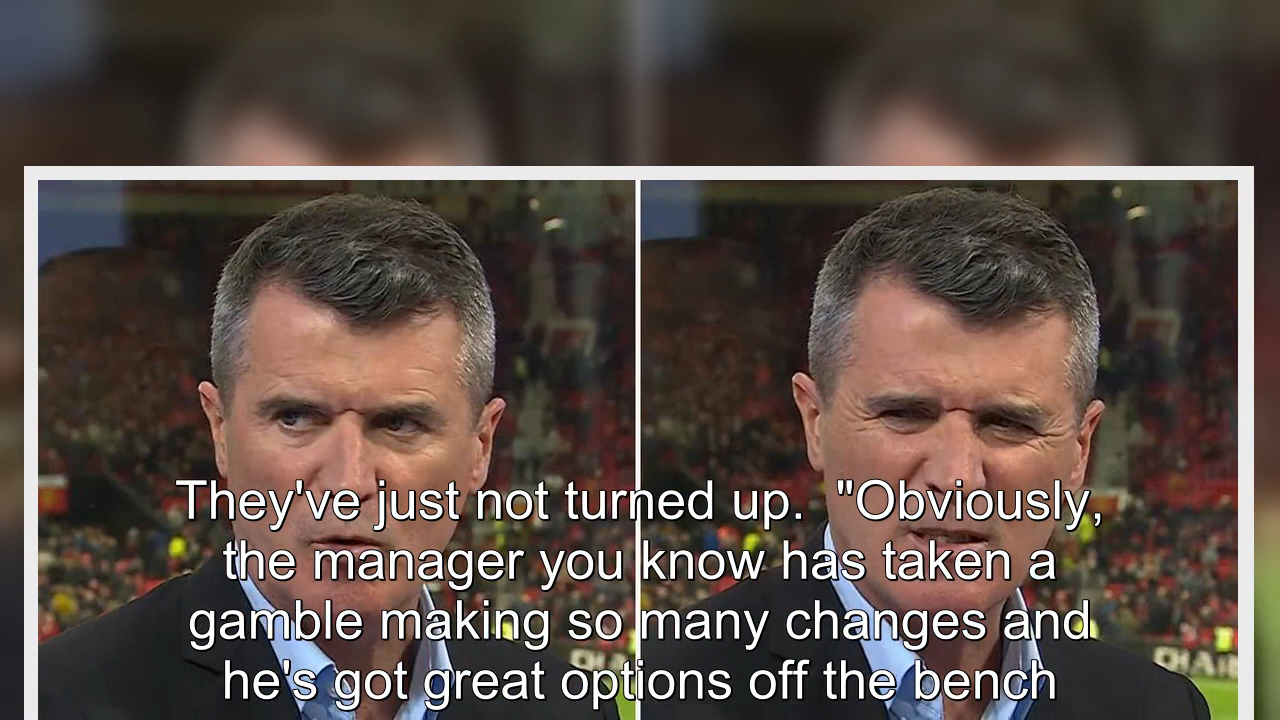 They've just not turned up.  "Obviously,
the manager you know has taken a
gamble making so many changes and
he's got great options off the bench